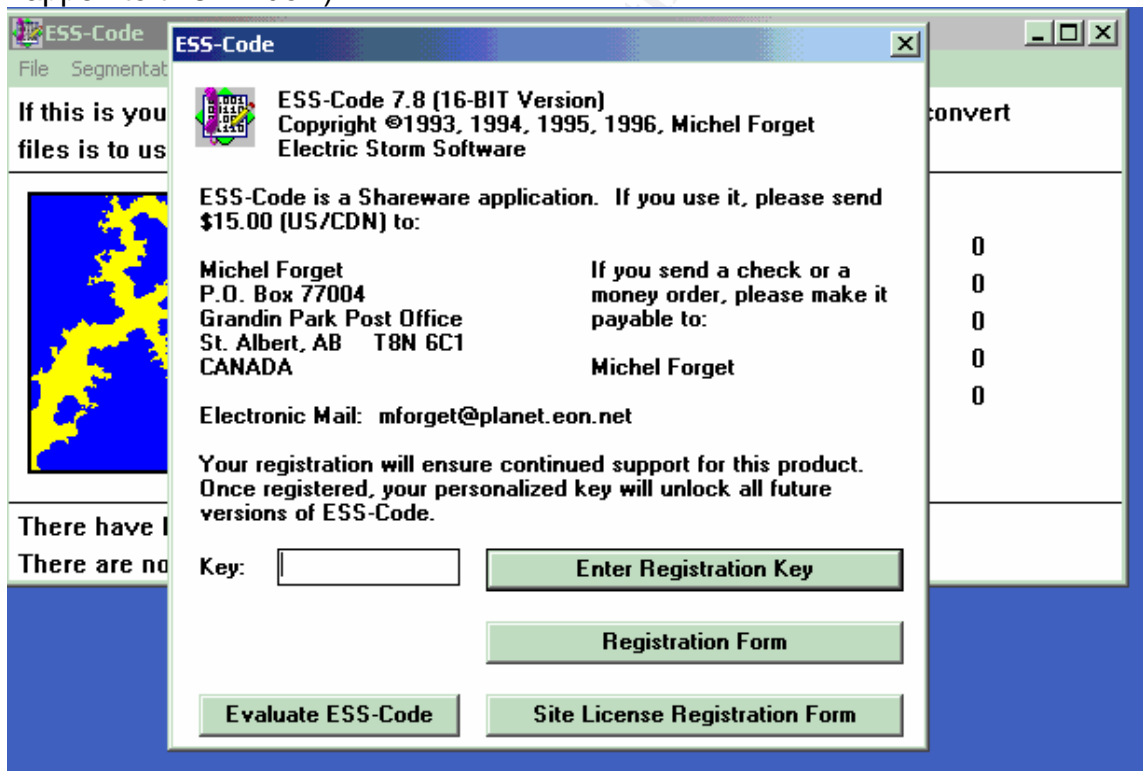 ESS-Code
File Segmentat
If this is you
convert
files is to us
0
0
0
0
0
There have
There are no
ESS-Code
ESS-Code 7.8 (16-BIT Version)
Copyright ©1993, 1994, 1995, 1996, Michel Forget
Electric Storm Software
ESS-Code is a Shareware application. If you use it, please send
$15.00 (US/CDN) to:
Michel Forget
P.O. Box 77004
Grandin Park Post Office
St. Albert, AB T8N 6C1
CANADA
If you send a check or a
money order, please make it
payable to:
Michel Forget
Electronic Mail: mforget@planet.eon.net
Your registration will ensure continued support for this product.
Once registered, your personalized key will unlock all future
versions of ESS-Code.
Key:
Enter Registration Key
Registration Form
Evaluate ESS-Code
Site License Registration Form